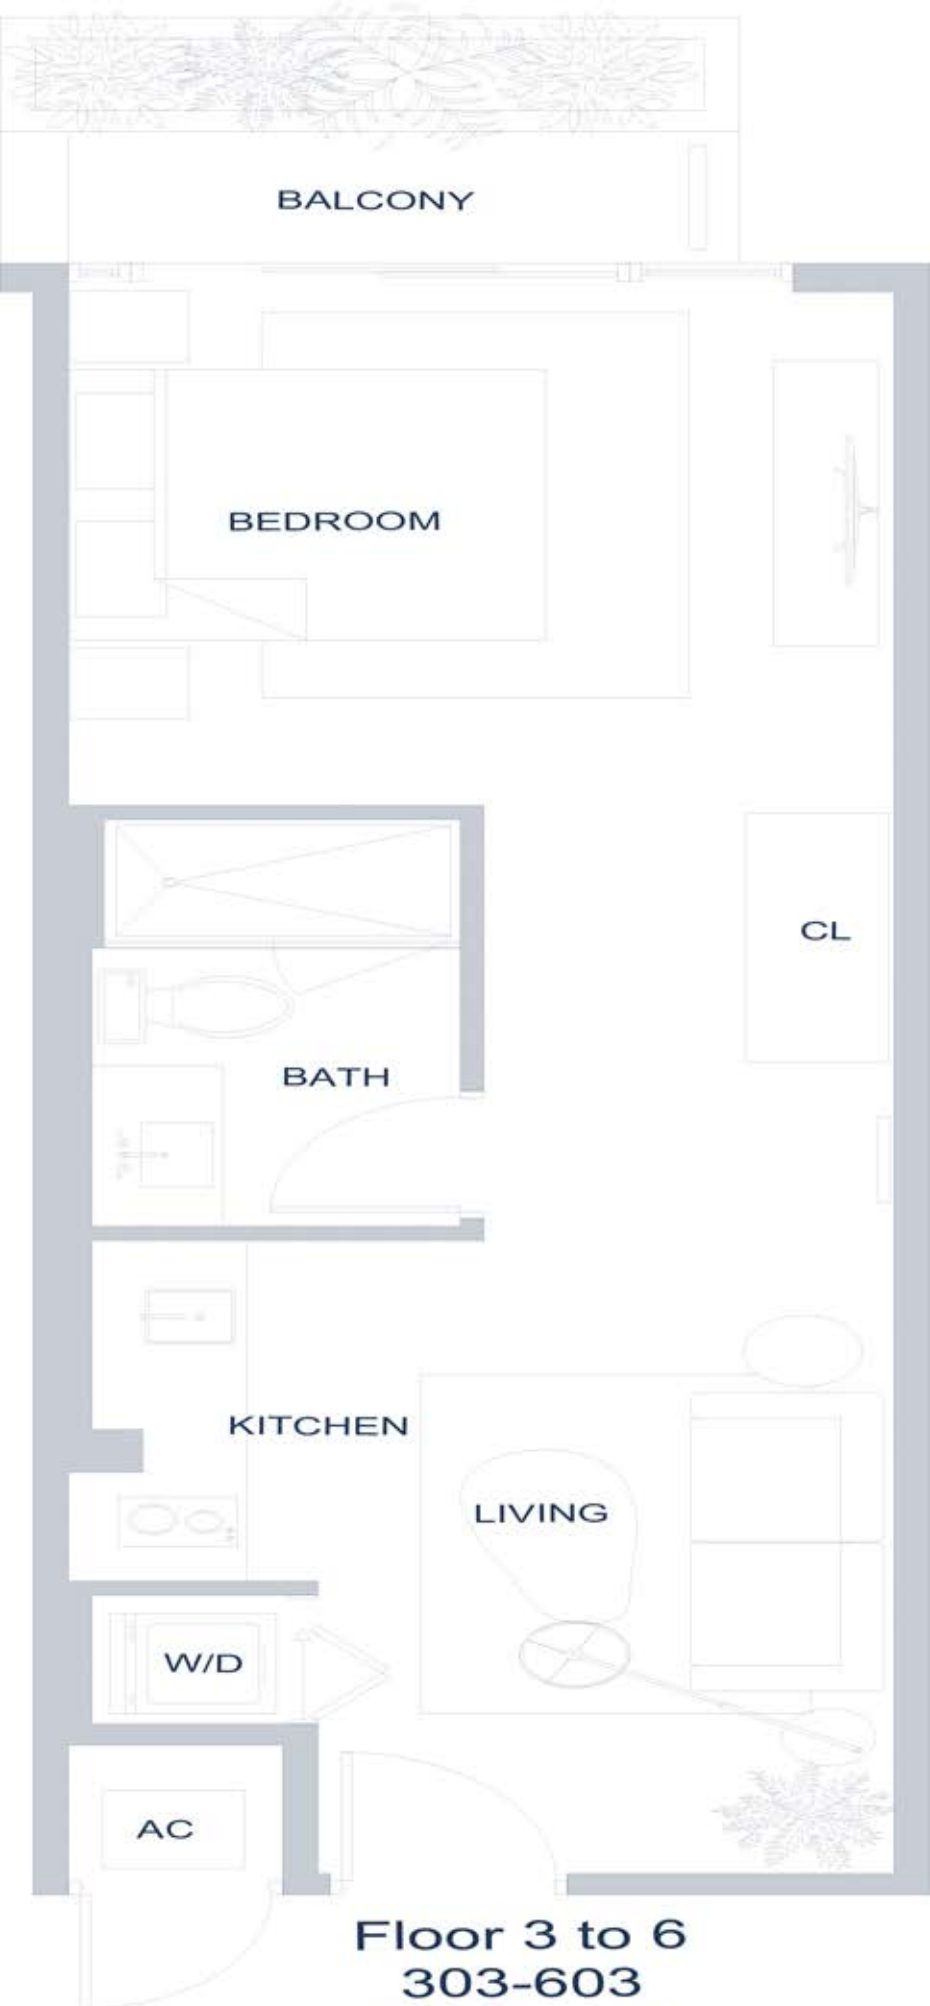 BALCONY
BEDROOM
CL
BATH
KITCHEN
LIVING
W/D
AC
Floor 3 to 6
303-603